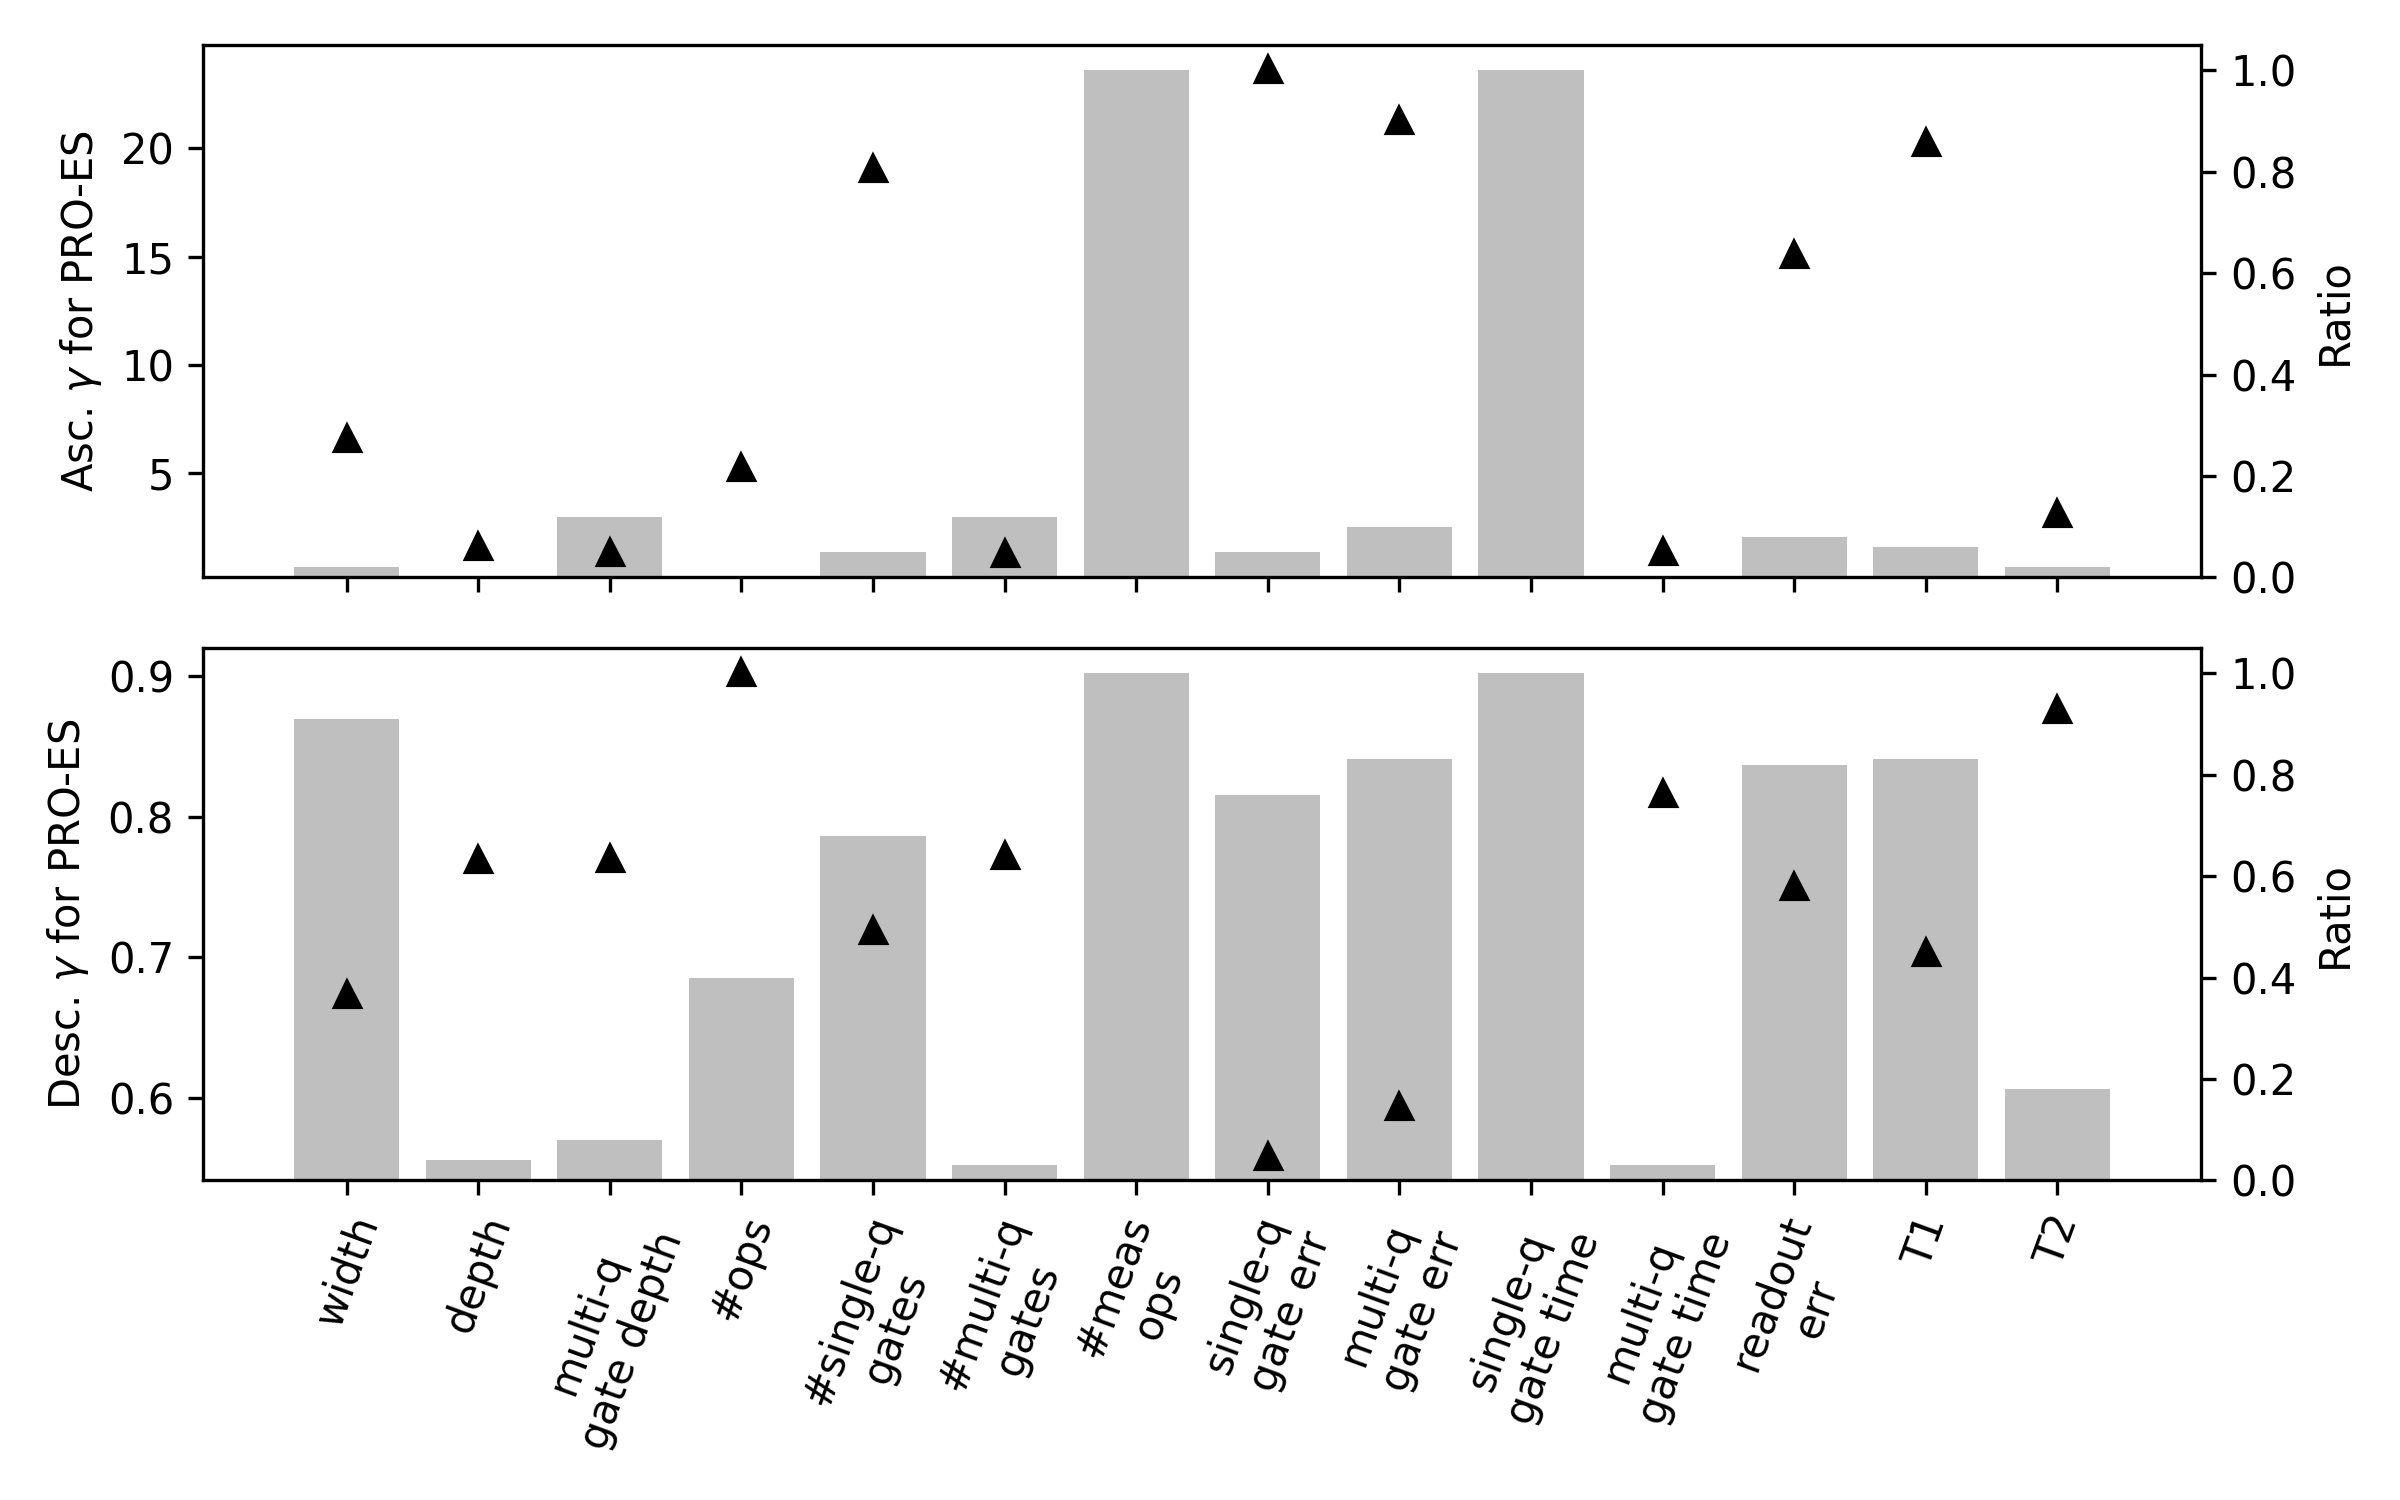 Asc. γ for PRO-ES
20
15
10
5
1.0
0.8
0.6
0.4
0.2
0.0
Ratio
Desc. γ for PRO-ES
0.9
0.8
0.7
0.6
1.0
0.8
0.6
0.4
0.2
0.0
Ratio
width
depth
multi-q
gate depth
#ops
#single-q
gates
#multi-q
gates
#meas
ops
single-q
gate err
multi-q
gate err
single-q
gate time
multi-q
gate time
readout
err
T1
T2